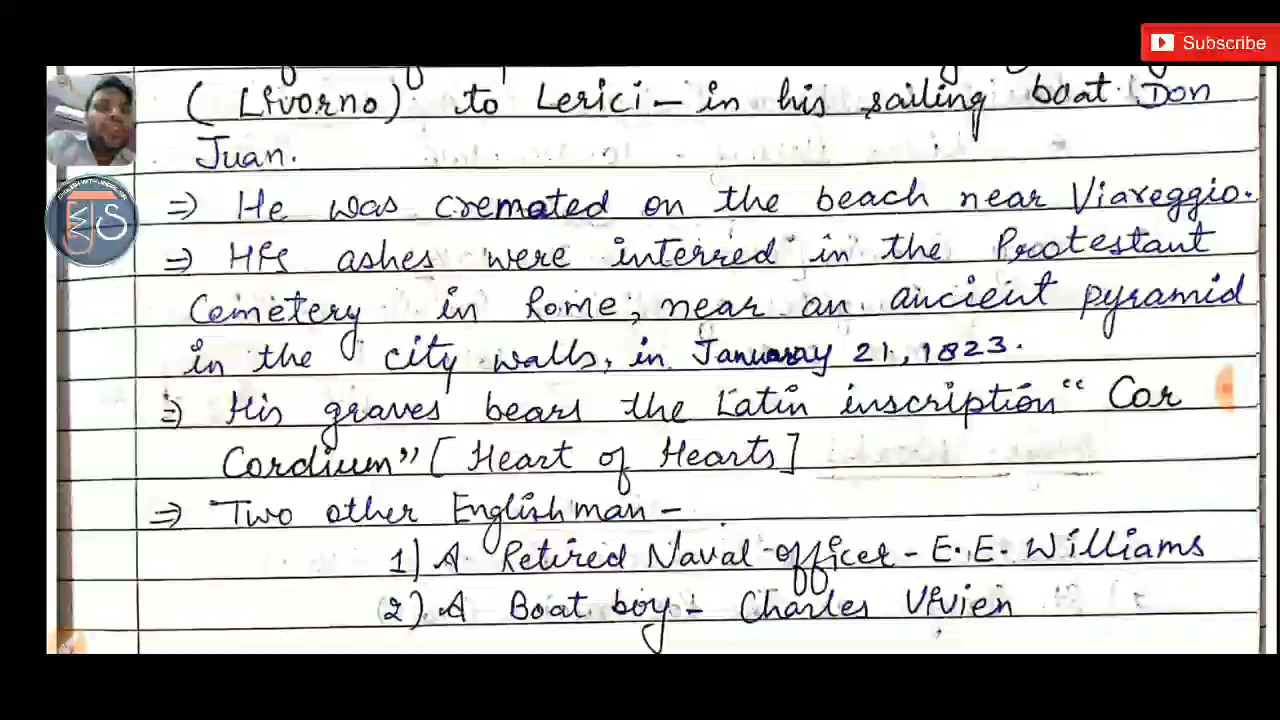 Subscribe
(Livorno) to Lerici – in his sailing boat Don
Juan.
⇒ He was cremated on the beach near Viareggio.
⇒ His ashes were interred in the Protestant
Cemetery in Rome, near an ancient pyramid
in the city walls, in January 21, 1823.
⇒ His graves bears the Latin inscription "Cor
Cordium" [Heart of Hearts]
⇒ Two other Englishman –
1) A Retired Naval officer – E. E. Williams
2) A Boat boy – Charles Vivien